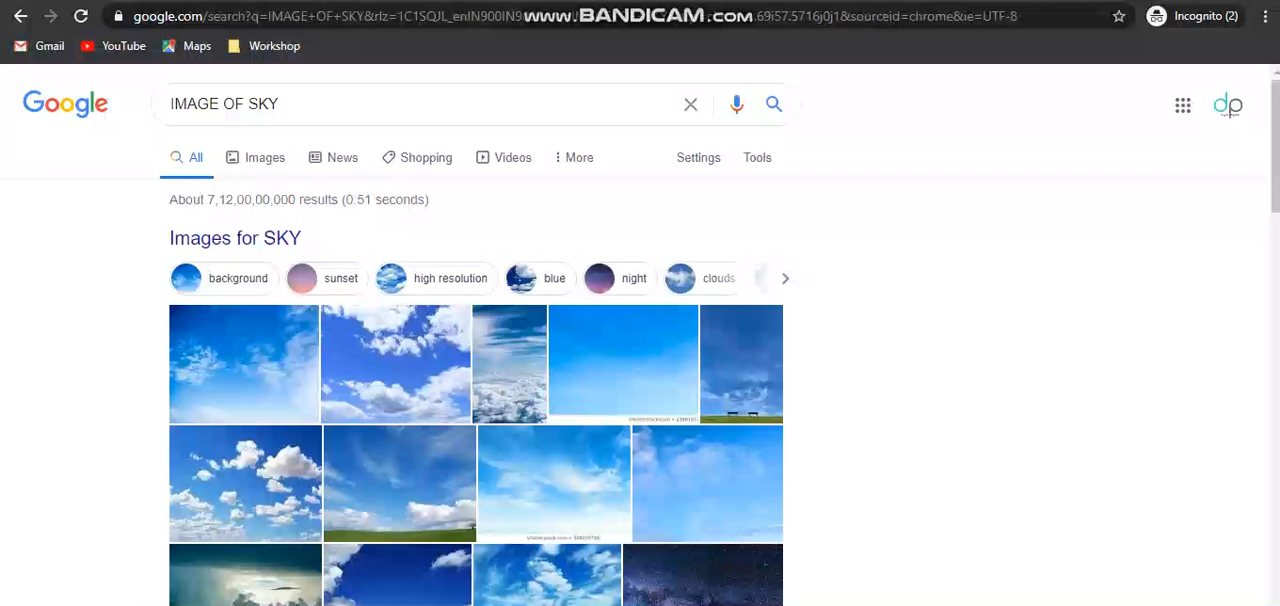 google.com/search?q=IMAGE+OF+SKY&rlz=1C1SQJL_enIN900IN9
www.BANDICAM.com
.69i57.5716j0j1&sourceid=chrome&ie=UTF-8
Incognito (2)
Gmail YouTube Maps Workshop
Google IMAGE OF SKY dp
All Images News Shopping Videos More Settings Tools
About 7,12,00,00,000 results (0.51 seconds)
Images for SKY
background sunset high resolution blue night clouds